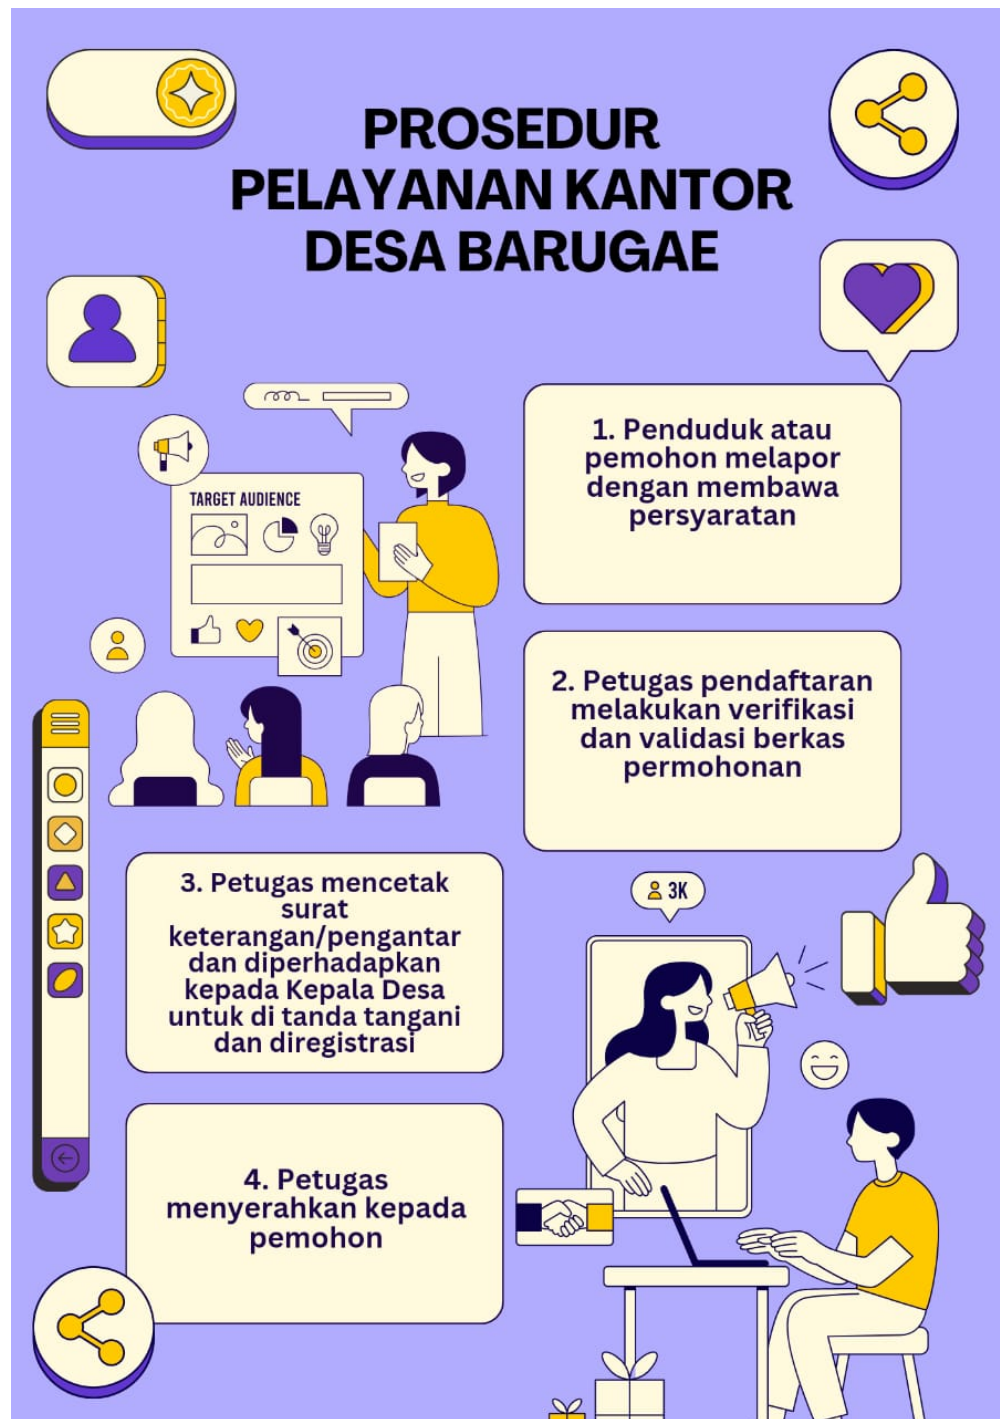 PROSEDUR
PELAYANAN KANTOR
DESA BARUGAE
TARGET AUDIENCE
1. Penduduk atau
pemohon melapor
dengan membawa
persyaratan
2. Petugas pendaftaran
melakukan verifikasi
dan validasi berkas
permohonan
3. Petugas mencetak
surat
keterangan/pengantar
dan diperhadapkan
kepada Kepala Desa
untuk di tanda tangani
dan diregistrasi
3K
4. Petugas
menyerahkan kepada
pemohon